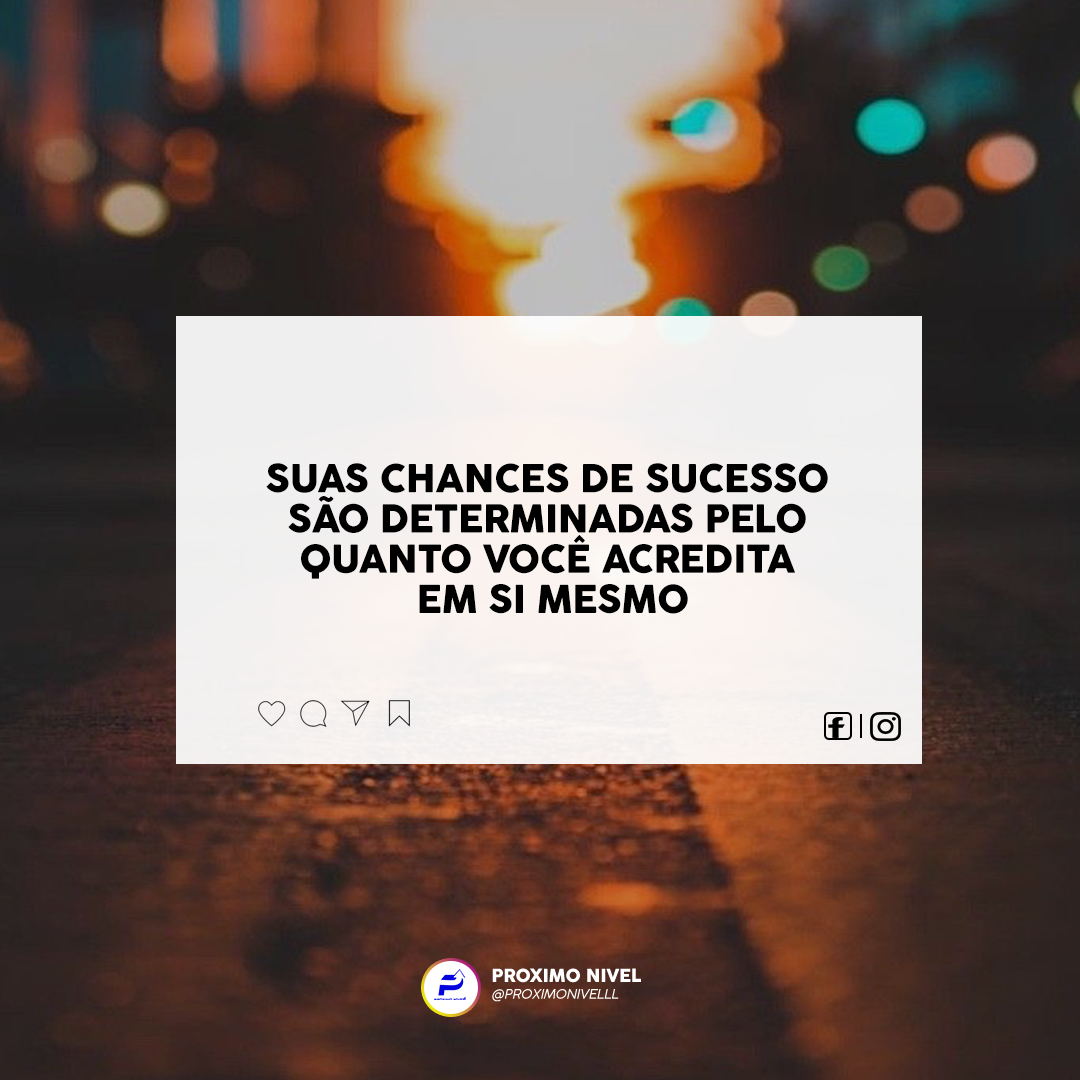 SUAS CHANCES DE SUCESSO
SÃO DETERMINADAS PELO
QUANTO VOCÊ ACREDITA
EM SI MESMO
PROXIMO NIVEL
@PROXIMONIVELLL